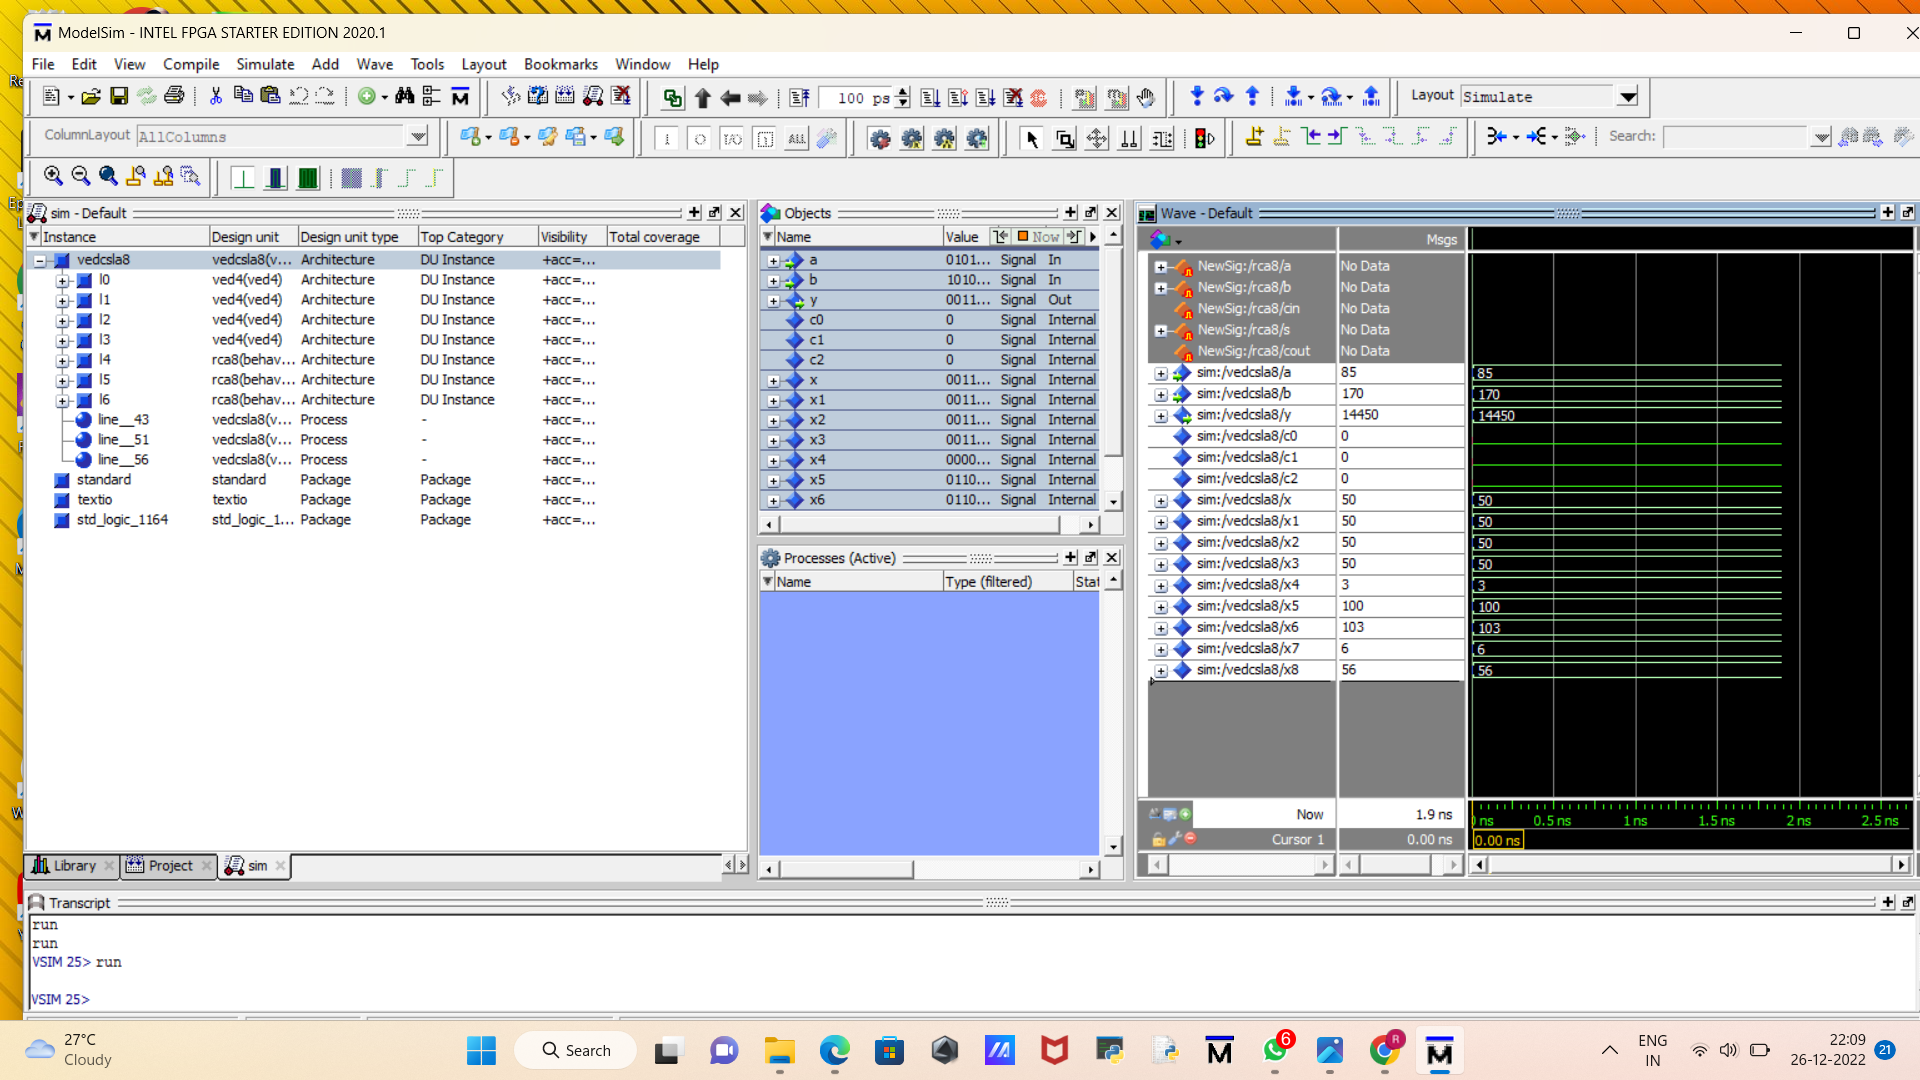 ModelSim - INTEL FPGA STARTER EDITION 2020.1
File Edit View Compile Simulate Add Wave Tools Layout Bookmarks Window Help
100 ps
Layout Simulate
ColumnLayout AllColumns
Search:
sim - Default
Instance Design unit Design unit type Top Category Visibility Total coverage
vedcsla8 vedcsla8(v... Architecture DU Instance +acc=...
l0 ved4(ved4) Architecture DU Instance +acc=...
l1 ved4(ved4) Architecture DU Instance +acc=...
l2 ved4(ved4) Architecture DU Instance +acc=...
l3 ved4(ved4) Architecture DU Instance +acc=...
l4 rca8(behav... Architecture DU Instance +acc=...
l5 rca8(behav... Architecture DU Instance +acc=...
l6 rca8(behav... Architecture DU Instance +acc=...
line__43 vedcsla8(v... Process - +acc=...
line__51 vedcsla8(v... Process - +acc=...
line__56 vedcsla8(v... Process - +acc=...
standard standard Package Package +acc=...
textio textio Package Package +acc=...
std_logic_1164 std_logic_1... Package Package +acc=...
Library Project sim
Objects
Name Value Now
a 0101... Signal In
b 1010... Signal In
y 0011... Signal Out
c0 0 Signal Internal
c1 0 Signal Internal
c2 0 Signal Internal
x 0011... Signal Internal
x1 0011... Signal Internal
x2 0011... Signal Internal
x3 0011... Signal Internal
x4 0000... Signal Internal
x5 0110... Signal Internal
x6 0110... Signal Internal
Processes (Active)
Name Type (filtered) Stat
Wave - Default
Msgs
NewSig:/rca8/a No Data
NewSig:/rca8/b No Data
NewSig:/rca8/cin No Data
NewSig:/rca8/s No Data
NewSig:/rca8/cout No Data
sim:/vedcsla8/a 85 85
sim:/vedcsla8/b 170 170
sim:/vedcsla8/y 14450 14450
sim:/vedcsla8/c0 0
sim:/vedcsla8/c1 0
sim:/vedcsla8/c2 0
sim:/vedcsla8/x 50 50
sim:/vedcsla8/x1 50 50
sim:/vedcsla8/x2 50 50
sim:/vedcsla8/x3 50 50
sim:/vedcsla8/x4 3 3
sim:/vedcsla8/x5 100 100
sim:/vedcsla8/x6 103 103
sim:/vedcsla8/x7 6 6
sim:/vedcsla8/x8 56 56
Now 1.9 ns ns 0.5 ns 1 ns 1.5 ns 2 ns 2.5 ns
Cursor 1 0.00 ns 0.00 ns
Transcript
run
run
VSIM 25> run
VSIM 25>
27°C
Cloudy
Search
6
R
ENG
IN
22:09
26-12-2022
21